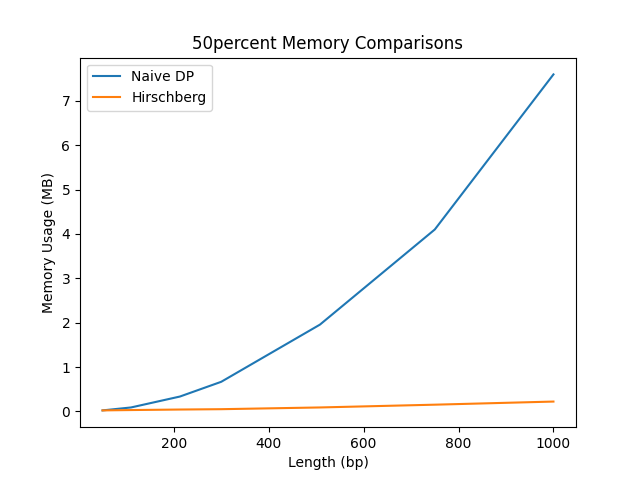 50percent Memory Comparisons
Naive DP
Hirschberg
Memory Usage (MB)
7
6
5
4
3
2
1
0
200
400
600
800
1000
Length (bp)